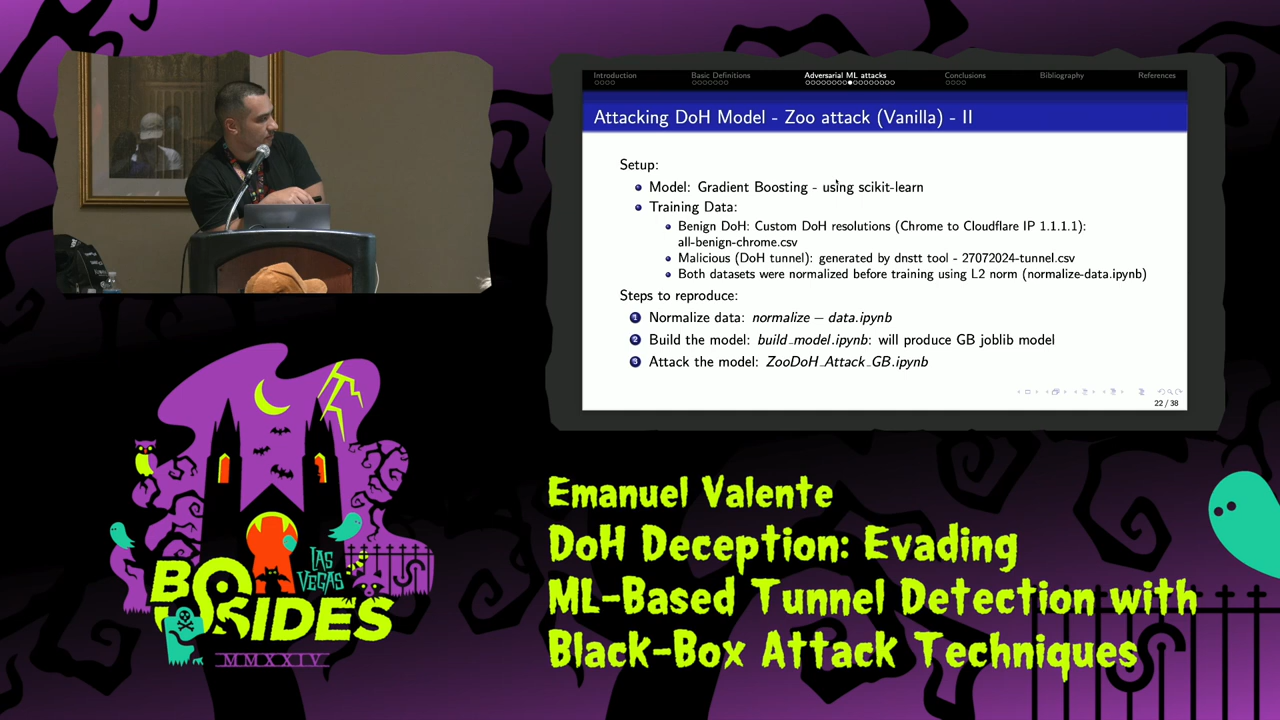 Introduction
Basic Definitions
Adversarial ML attacks
Conclusions
Bibliography
References
Attacking DoH Model - Zoo attack (Vanilla) - II
Setup:
Model: Gradient Boosting - using scikit-learn
Training Data:
Benign DoH: Custom DoH resolutions (Chrome to Cloudflare IP 1.1.1.1):
all-benign-chrome.csv
Malicious (DoH tunnel): generated by dnstt tool - 27072024-tunnel.csv
Both datasets were normalized before training using L2 norm (normalize-data.ipynb)
Steps to reproduce:
1 Normalize data: normalize − data.ipynb
2 Build the model: build_model.ipynb: will produce GB joblib model
3 Attack the model: ZooDoH_Attack_GB.ipynb
22 / 38
LAS
VEGAS
BSIDES
MMXXIV
Emanuel Valente
DoH Deception: Evading
ML-Based Tunnel Detection with
Black-Box Attack Techniques